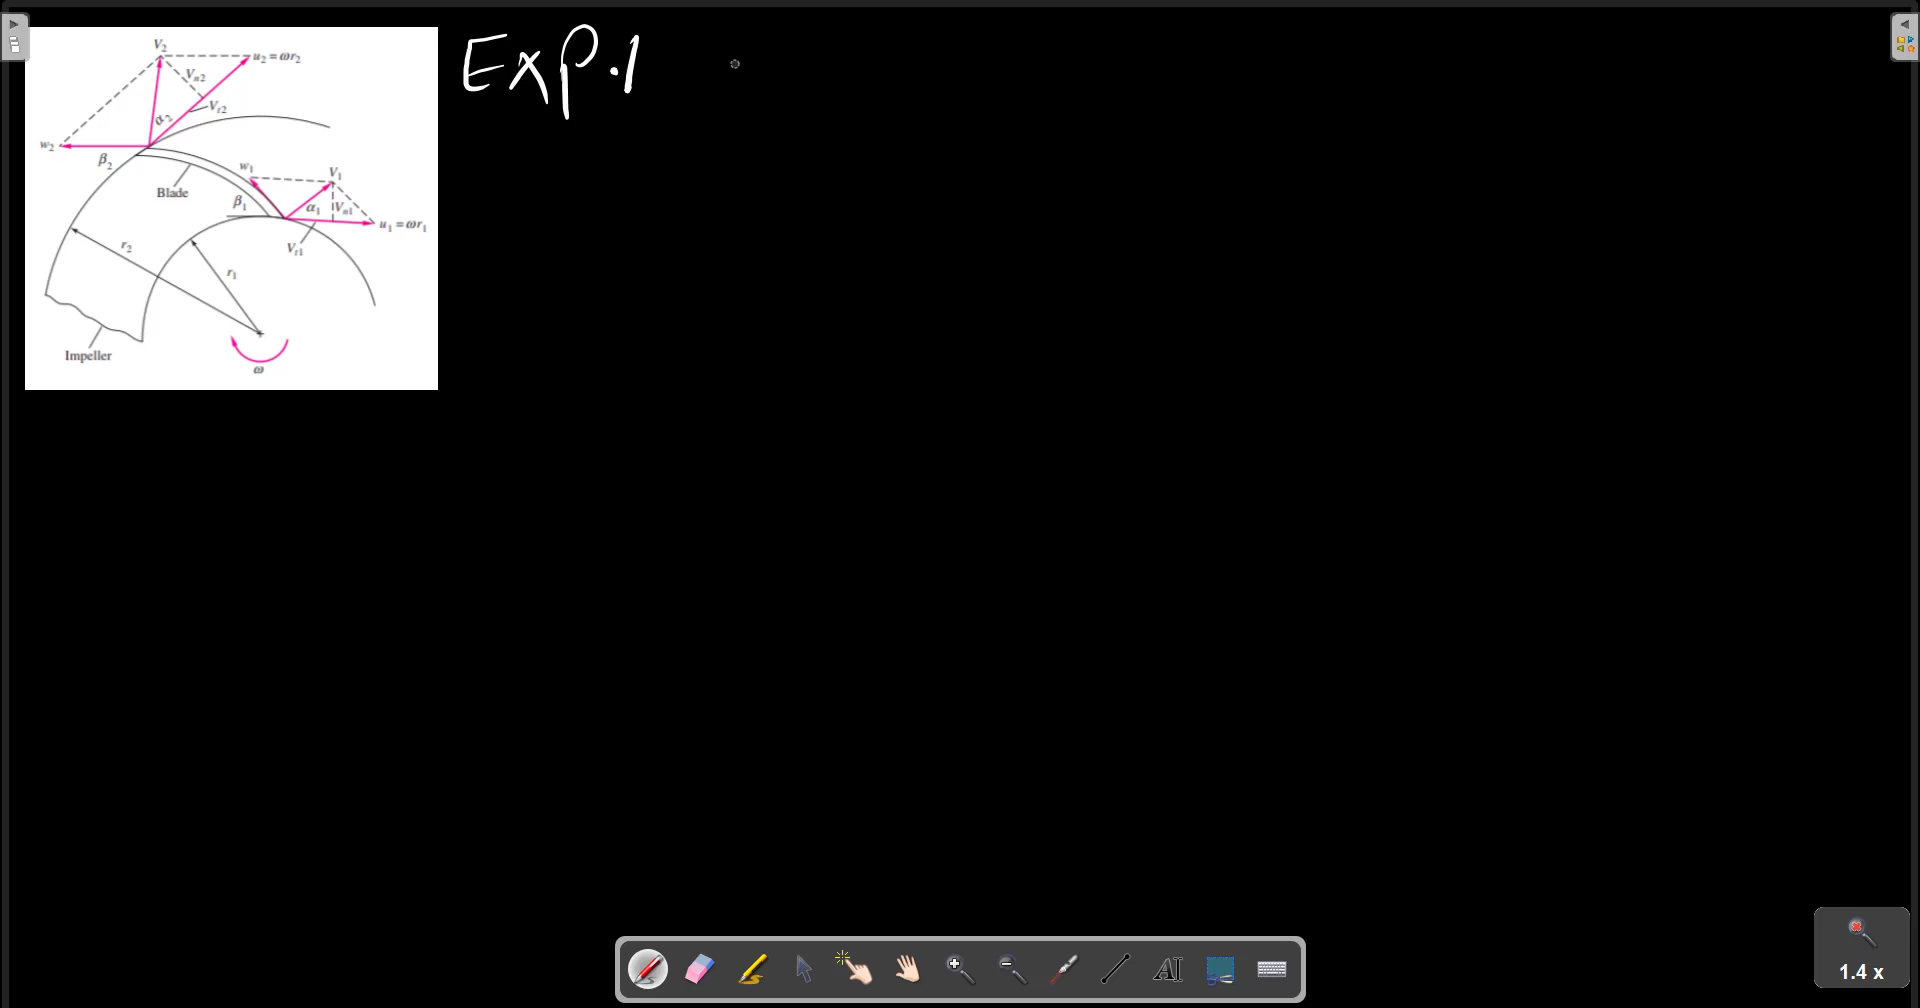 Exp.1
V2
u2 = ωr2
Vn2
Vt2
α2
w2
β2
Blade
w1
V1
β1
α1
Vn1
u1 = ωr1
Vt1
r2
r1
Impeller
ω
AI
1.4 x